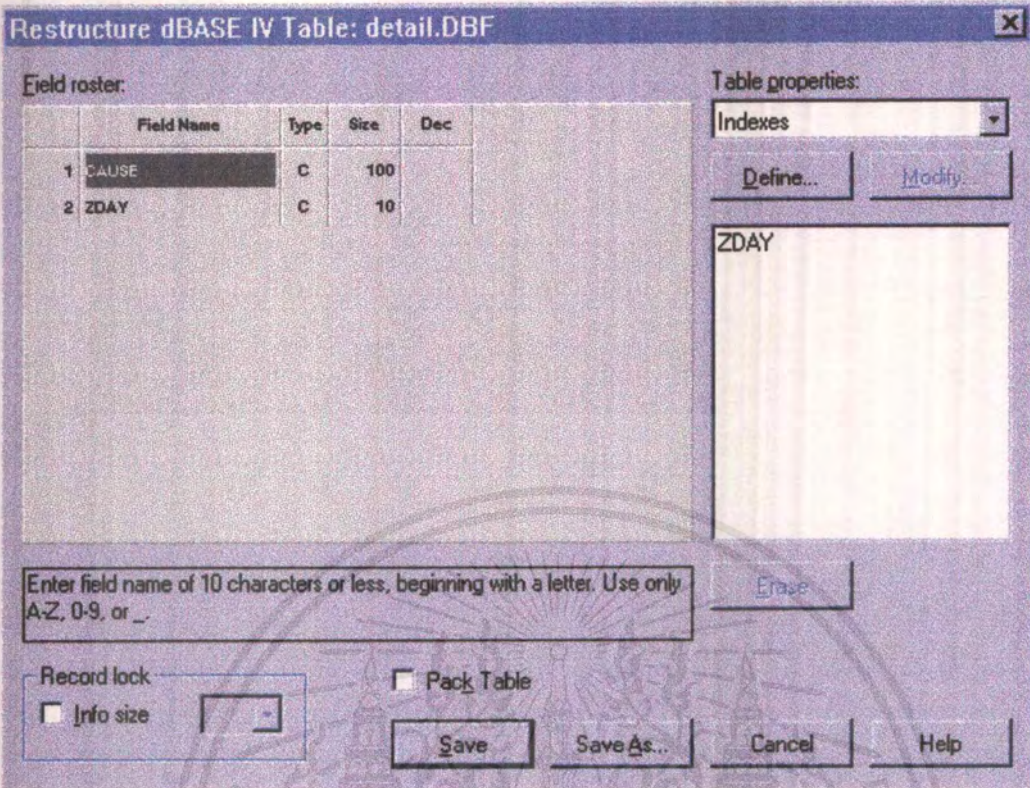 Restructure dBASE IV Table: detail.DBF
Field roster:
Field Name Type Size Dec
1 CAUSE C 100
2 ZDAY C 10
Enter field name of 10 characters or less, beginning with a letter. Use only
A-Z, 0-9, or _.
Record lock
Info size
Pack Table
Table properties:
Indexes
Define... Modify...
ZDAY
Erase
Save Save As... Cancel Help